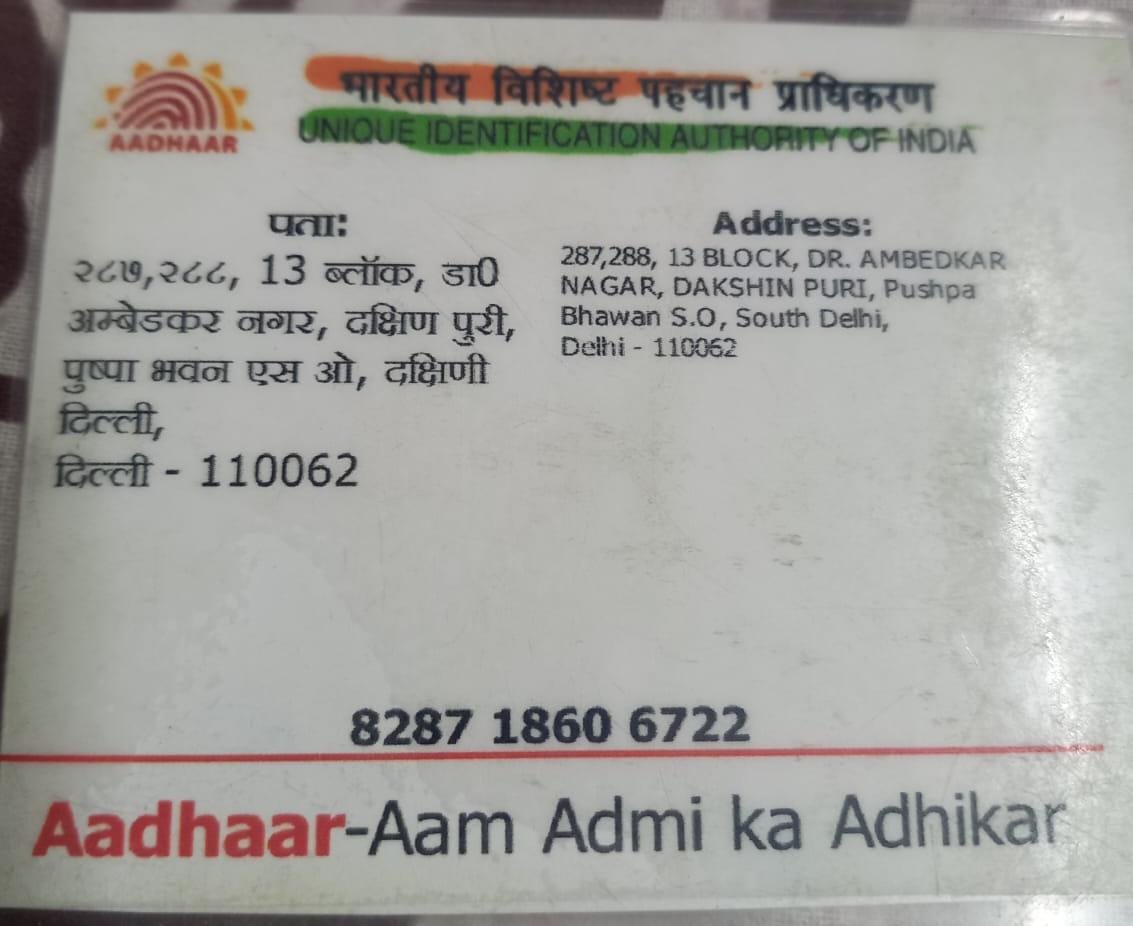 AADHAAR
भारतीय विशिष्ट पहचान प्राधिकरण
UNIQUE IDENTIFICATION AUTHORITY OF INDIA
पता:
२८७,२८८, 13 ब्लॉक, डा0
अम्बेडकर नगर, दक्षिण पुरी,
पुष्पा भवन एस ओ, दक्षिणी
दिल्ली,
दिल्ली - 110062
Address:
287,288, 13 BLOCK, DR. AMBEDKAR
NAGAR, DAKSHIN PURI, Pushpa
Bhawan S.O, South Delhi,
Delhi - 110062
8287 1860 6722
Aadhaar-Aam Admi ka Adhikar